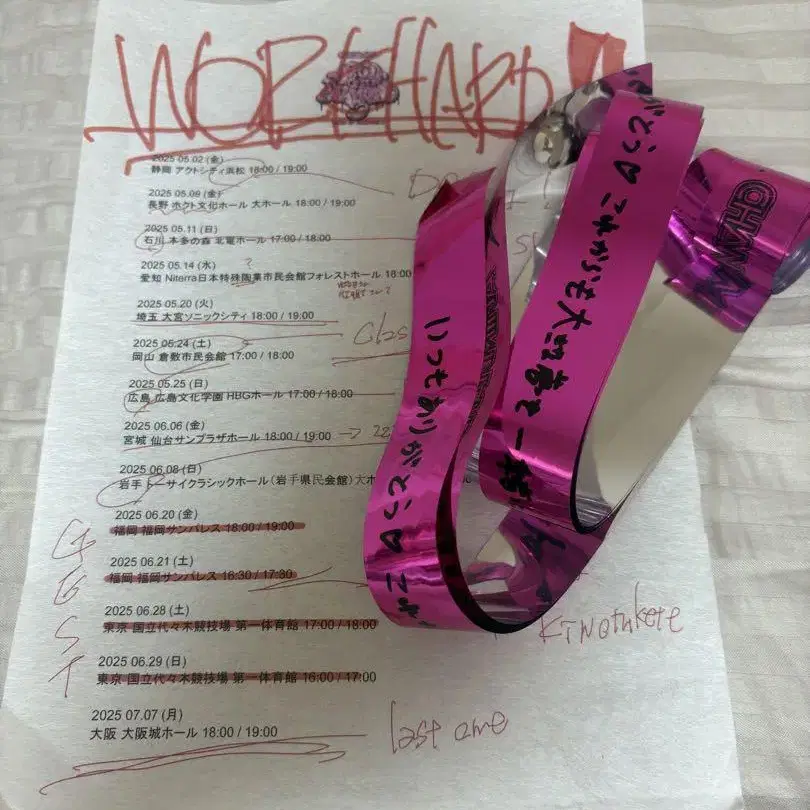 WORK HARD
2025 05.02 (金)
静岡 アクトシティ浜松 18:00 / 19:00
2025 05.09 (金)
長野 ホクト文化ホール 大ホール 18:00 / 19:00
2025 05.11 (日)
石川 本多の森 北電ホール 17:00 / 18:00
2025 05.14 (水)
?
愛知 Niterra日本特殊陶業市民会館フォレストホール 18:00
2025 05.20 (火)
埼玉 大宮ソニックシティ 18:00 / 19:00
2025 05.24 (土)
岡山 倉敷市民会館 17:00 / 18:00
2025 05.25 (日)
広島 広島文化学園 HBGホール 17:00 / 18:00
2025 06.06 (金)
宮城 仙台サンプラザホール 18:00 / 19:00
2025 06.08 (日)
岩手 トーサイクラシックホール（岩手県民会館）大ホ
2025 06.20 (金)
福岡 福岡サンパレス 18:00 / 19:00
2025 06.21 (土)
福岡 福岡サンパレス 16:30 / 17:30
2025 06.28 (土)
東京 国立代々木競技場 第一体育館 17:00 / 18:00
2025 06.29 (日)
東京 国立代々木競技場 第一体育館 16:00 / 17:00
2025 07.07 (月)
大阪 大阪城ホール 18:00 / 19:00
G
G
S
T
KINOtukete
last one
いつもありがとう
がとう これからも大